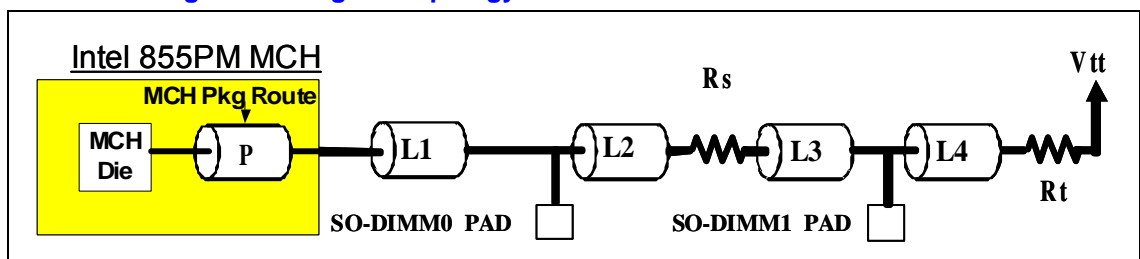 Intel 855PM MCH
MCH Pkg Route
MCH Die
P
L1
L2
Rs
L3
L4
Vtt
Rt
SO-DIMM0 PAD
SO-DIMM1 PAD